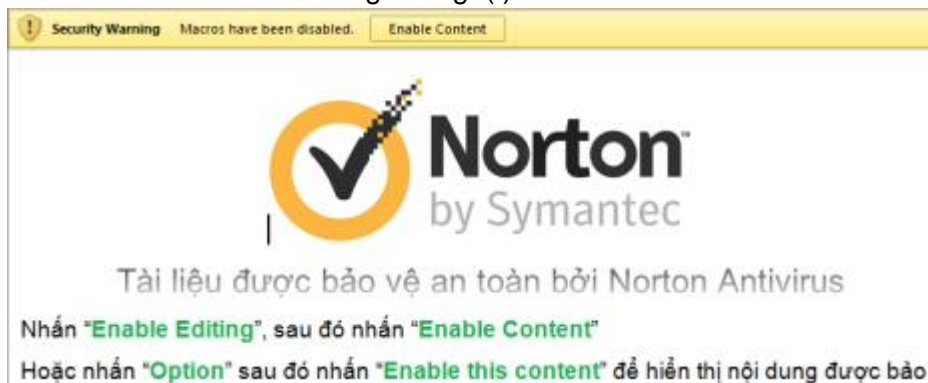 Security Warning Macros have been disabled. Enable Content
Norton™
by Symantec
Tài liệu được bảo vệ an toàn bởi Norton Antivirus
Nhấn "Enable Editing", sau đó nhấn "Enable Content"
Hoặc nhấn "Option" sau đó nhấn "Enable this content" để hiển thị nội dung được bảo